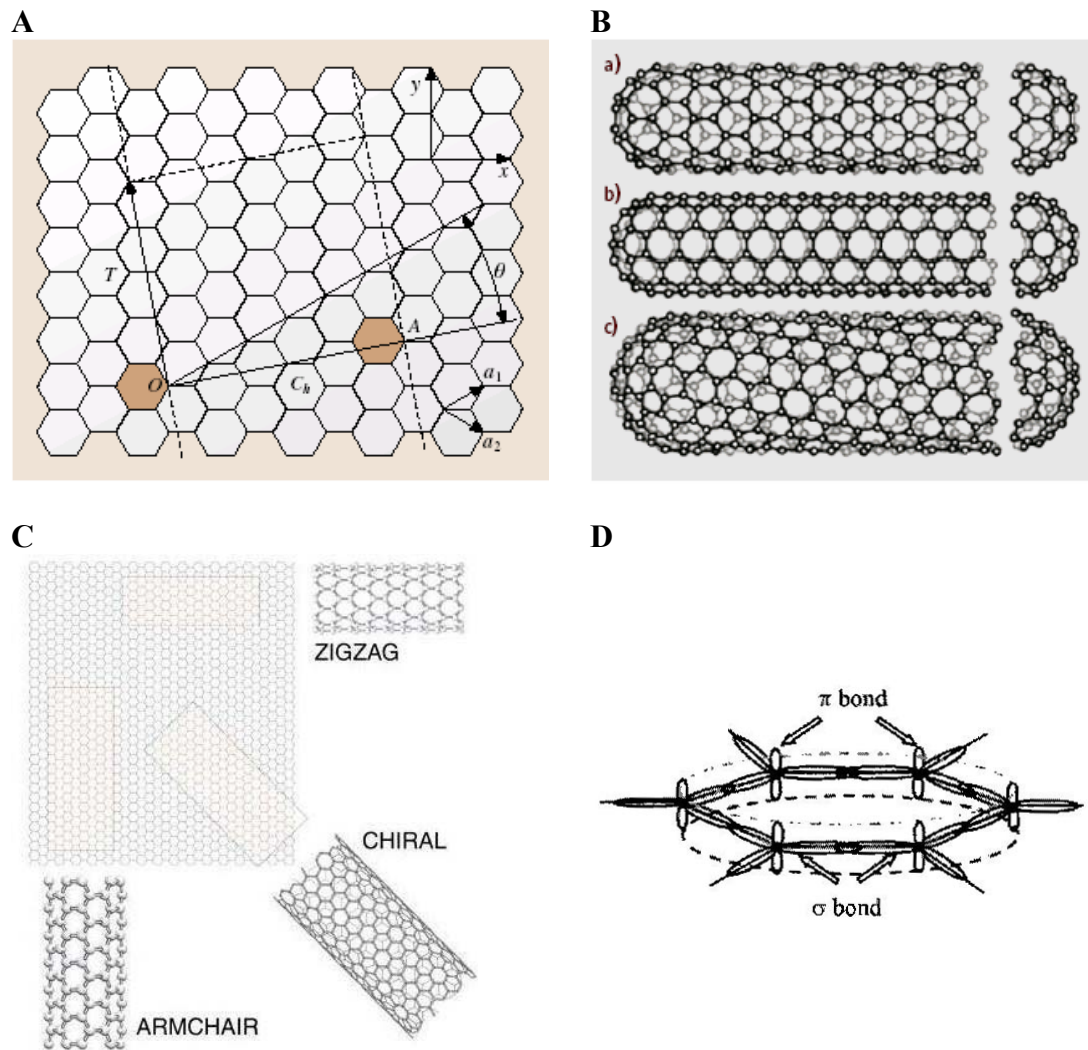 A
B
y
x
T
θ
O
A
C_h
a_1
a_2
a)
b)
c)
C
D
ZIGZAG
CHIRAL
ARMCHAIR
π bond
σ bond